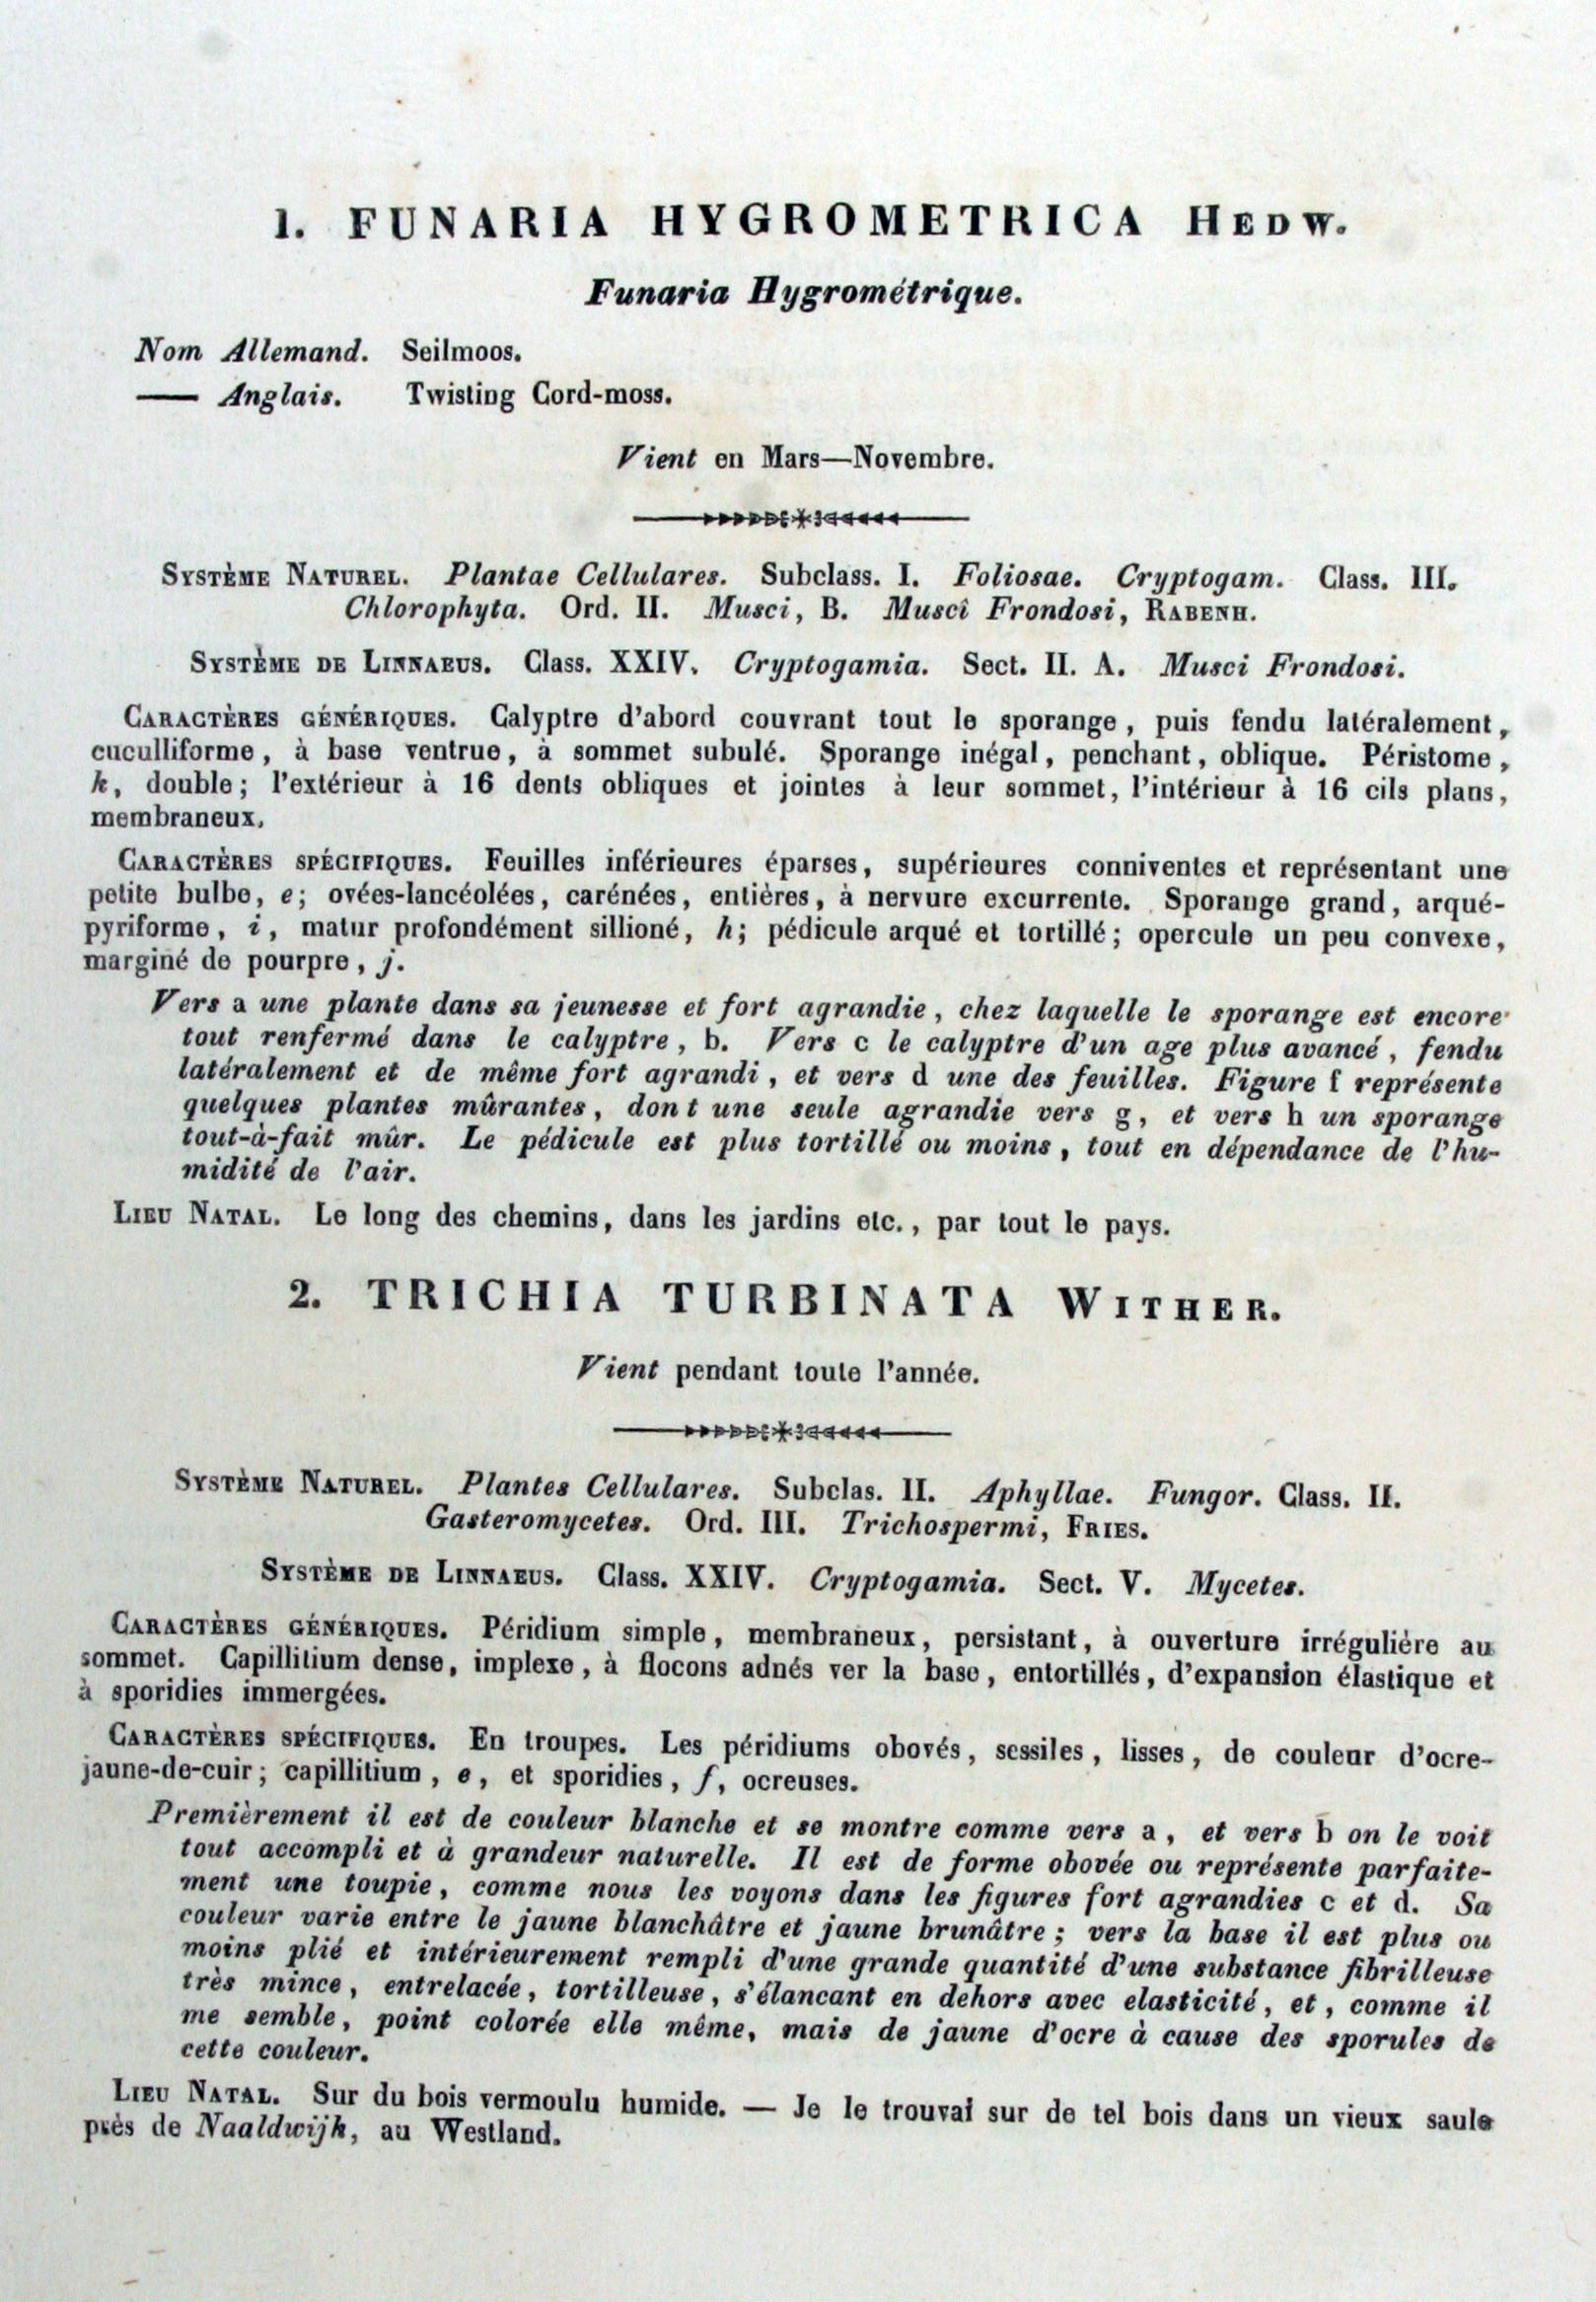 1. FUNARIA HYGROMETRICA HEDW.
Funaria Hygrométrique.
Nom Allemand. Seilmoos.
— Anglais. Twisting Cord-moss.
Vient en Mars—Novembre.
SYSTÈME NATUREL. Plantae Cellulares. Subclass. I. Foliosae. Cryptogam. Class. III.
Chlorophyta. Ord. II. Musci, B. Musci Frondosi, RABENH.
SYSTÈME DE LINNAEUS. Class. XXIV. Cryptogamia. Sect. II. A. Musci Frondosi.
CARACTÈRES GÉNÉRIQUES. Calyptre d'abord couvrant tout le sporange, puis fendu latéralement,
cuculliforme, à base ventrue, à sommet subulé. Sporange inégal, penchant, oblique. Péristome,
k, double; l'extérieur à 16 dents obliques et jointes à leur sommet, l'intérieur à 16 cils plans,
membraneux.
CARACTÈRES SPÉCIFIQUES. Feuilles inférieures éparses, supérieures conniventes et représentant une
petite bulbe, e; ovées-lancéolées, carénées, entières, à nervure excurrente. Sporange grand, arqué-
pyriforme, i, matur profondément sillioné, h; pédicule arqué et tortillé; opercule un peu convexe,
marginé de pourpre, j.
Vers a une plante dans sa jeunesse et fort agrandie, chez laquelle le sporange est encore
tout renfermé dans le calyptre, b. Vers c le calyptre d'un age plus avancé, fendu
latéralement et de même fort agrandi, et vers d une des feuilles. Figure f représente
quelques plantes mûrantes, dont une seule agrandie vers g, et vers h un sporange
tout-à-fait mûr. Le pédicule est plus tortillé ou moins, tout en dépendance de l'hu-
midité de l'air.
LIEU NATAL. Le long des chemins, dans les jardins etc., par tout le pays.
2. TRICHIA TURBINATA WITHER.
Vient pendant toute l'année.
SYSTÈME NATUREL. Plantes Cellulares. Subclas. II. Aphyllae. Fungor. Class. II.
Gasteromycetes. Ord. III. Trichospermi, FRIES.
SYSTÈME DE LINNAEUS. Class. XXIV. Cryptogamia. Sect. V. Mycetes.
CARACTÈRES GÉNÉRIQUES. Péridium simple, membraneux, persistant, à ouverture irrégulière au
sommet. Capillitium dense, implexe, à flocons adnés ver la base, entortillés, d'expansion élastique et
à sporidies immergées.
CARACTÈRES SPÉCIFIQUES. En troupes. Les péridiums obovés, sessiles, lisses, de couleur d'ocre-
jaune-de-cuir; capillitium, e, et sporidies, f, ocreuses.
Premièrement il est de couleur blanche et se montre comme vers a, et vers b on le voit
tout accompli et à grandeur naturelle. Il est de forme obovée ou représente parfaite-
ment une toupie, comme nous les voyons dans les figures fort agrandies c et d. Sa
couleur varie entre le jaune blanchâtre et jaune brunâtre; vers la base il est plus ou
moins plié et intérieurement rempli d'une grande quantité d'une substance fibrilleuse
très mince, entrelacée, tortilleuse, s'élancant en dehors avec elasticité, et, comme il
me semble, point colorée elle même, mais de jaune d'ocre à cause des sporules de
cette couleur.
LIEU NATAL. Sur du bois vermoulu humide. — Je le trouvai sur de tel bois dans un vieux saule
près de Naaldwijk, au Westland.